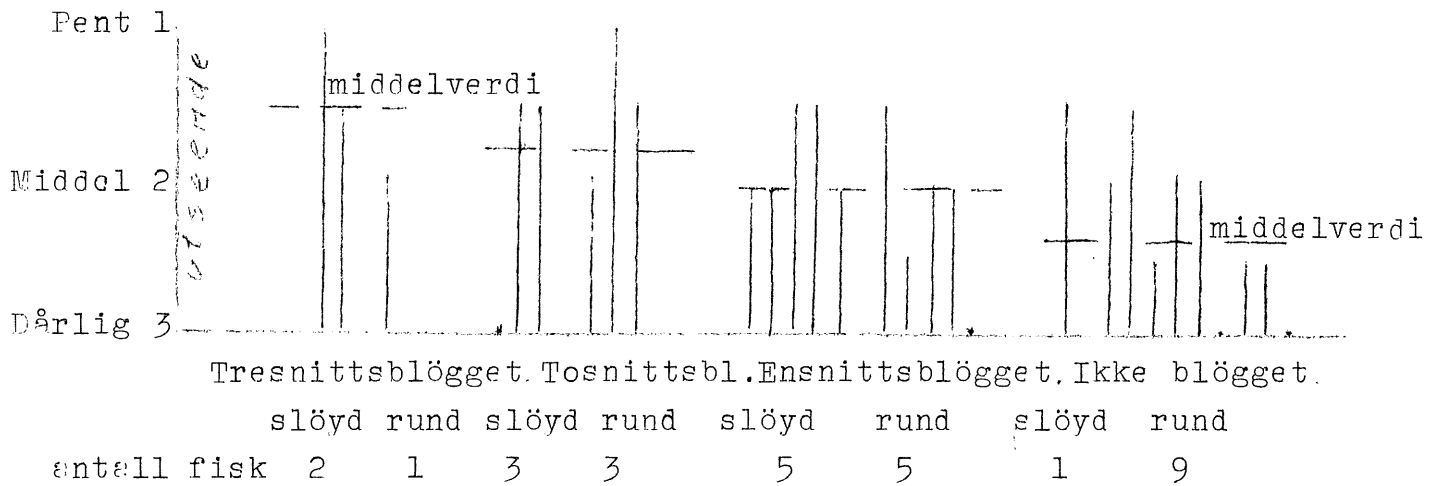 Pent 1
utseende
middelverdi
Middel 2
middelverdi
Dårlig 3
Tresnittsblögget. Tosnittsbl. Ensnittsblögget. Ikke blögget.
slöyd rund slöyd rund slöyd rund slöyd rund
antall fisk 2 1 3 3 5 5 1 9